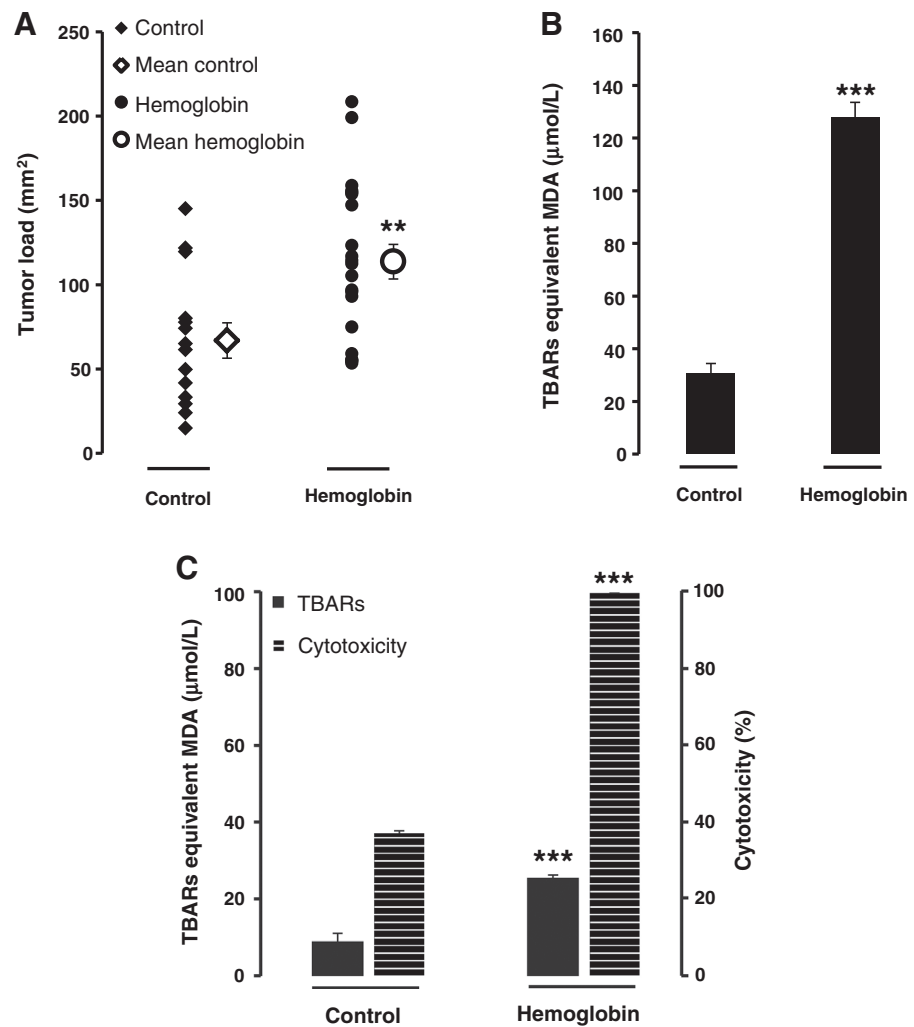 A
250
200
150
100
50
0
Tumor load (mm²)
Control
Mean control
Hemoglobin
Mean hemoglobin
**
Control
Hemoglobin
B
160
140
120
100
80
60
40
20
0
TBARs equivalent MDA (μmol/L)
***
Control
Hemoglobin
C
100
80
60
40
20
0
TBARs equivalent MDA (μmol/L)
TBARs
Cytotoxicity
***
***
100
80
60
40
20
0
Cytotoxicity (%)
Control
Hemoglobin